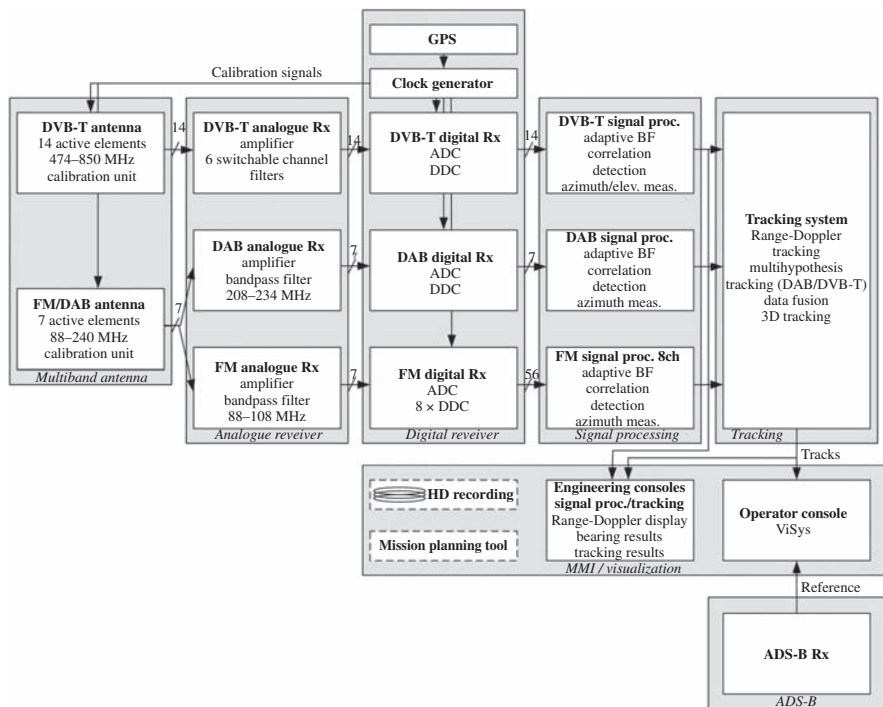 GPS
Clock generator
Calibration signals
DVB-T antenna
14 active elements
474–850 MHz
calibration unit
FM/DAB antenna
7 active elements
88–240 MHz
calibration unit
Multiband antenna
14
7
DVB-T analogue Rx
amplifier
6 switchable channel
filters
DAB analogue Rx
amplifier
bandpass filter
208–234 MHz
FM analogue Rx
amplifier
bandpass filter
88–108 MHz
Analogue reveiver
14
7
7
DVB-T digital Rx
ADC
DDC
DAB digital Rx
ADC
DDC
FM digital Rx
ADC
8 × DDC
Digital reveiver
14
7
56
DVB-T signal proc.
adaptive BF
correlation
detection
azimuth/elev. meas.
DAB signal proc.
adaptive BF
correlation
detection
azimuth meas.
FM signal proc. 8ch
adaptive BF
correlation
detection
azimuth meas.
Signal processing
Tracking system
Range-Doppler
tracking
multihypothesis
tracking (DAB/DVB-T)
data fusion
3D tracking
Tracking
Tracks
HD recording
Mission planning tool
Engineering consoles
signal proc./tracking
Range-Doppler display
bearing results
tracking results
Operator console
ViSys
MMI / visualization
Reference
ADS-B Rx
ADS-B